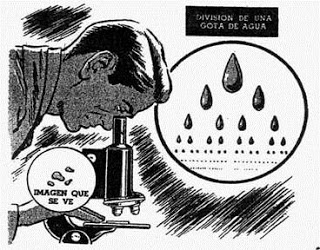 DIVISION DE UNA
GOTA DE AGUA
IMAGEN QUE
SE VE